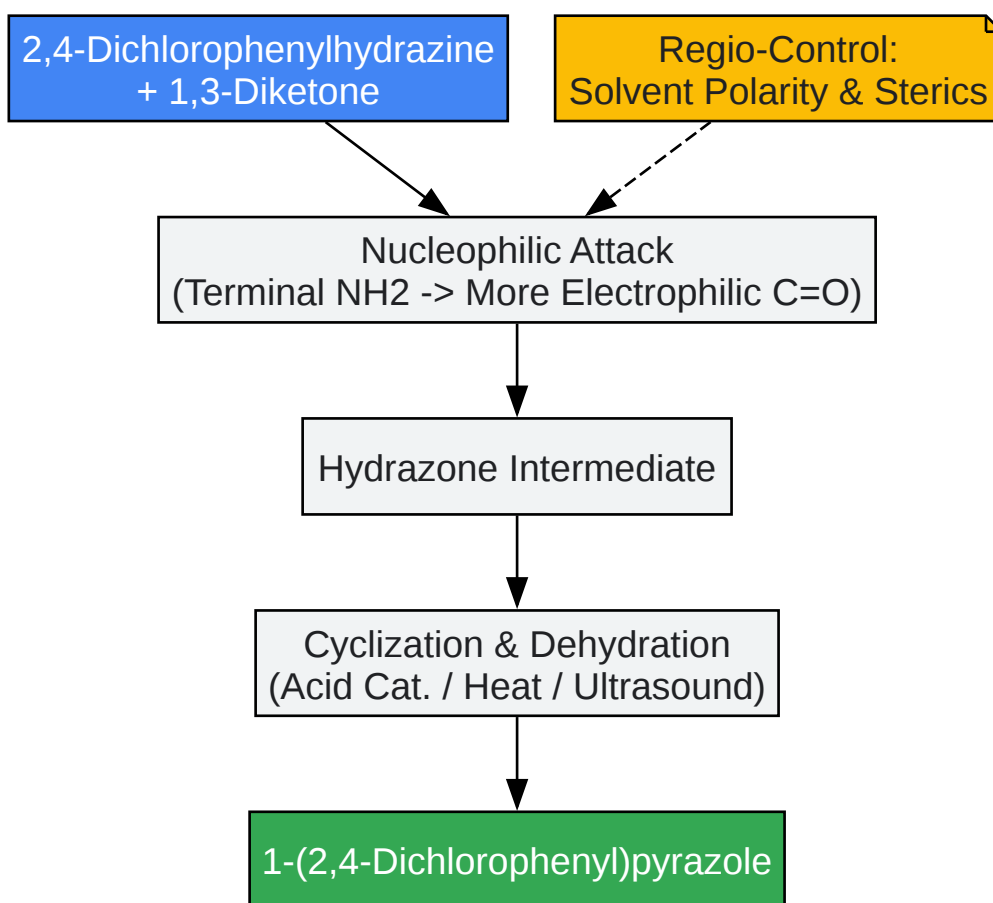 2,4-Dichlorophenylhydrazine
+ 1,3-Diketone
Regio-Control:
Solvent Polarity & Sterics
Nucleophilic Attack
(Terminal NH2 -> More Electrophilic C=O)
Hydrazone Intermediate
Cyclization & Dehydration
(Acid Cat. / Heat / Ultrasound)
1-(2,4-Dichlorophenyl)pyrazole